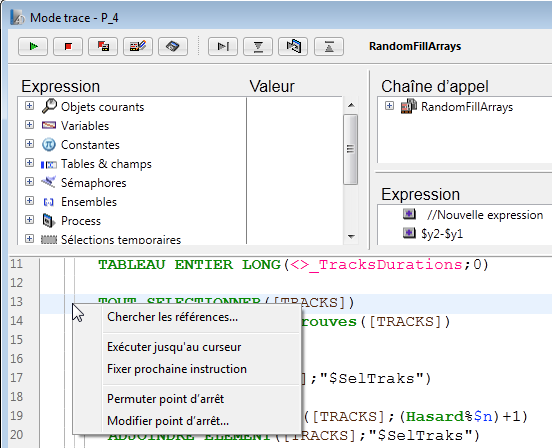 Mode trace - P_4
RandomFillArrays
Expression Valeur
Objets courants
Variables
Constantes
Tables & champs
Sémaphores
Ensembles
Process
Sélections temporaires
Chaîne d'appel
RandomFillArrays
Expression
//Nouvelle expression
$y2-$y1
11 TABLEAU ENTIER LONG(<>_TracksDurations;0)
12
13 TOUT SELECTIONNER([TRACKS])
14 rouves([TRACKS])
15
16
17 ];"$SelTraks")
18
19 ([TRACKS];(Hasard%$n)+1)
20 ADJOINDRE ELEMENT([TRACKS];"$SelTraks")
Chercher les références...
Exécuter jusqu'au curseur
Fixer prochaine instruction
Permuter point d'arrêt
Modifier point d'arrêt...